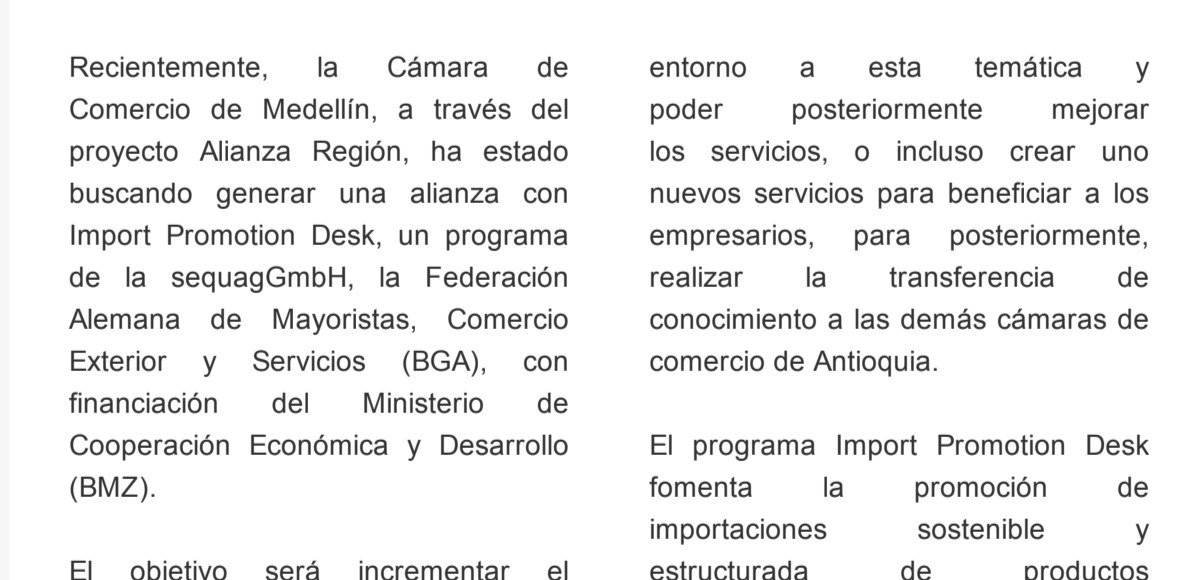 Recientemente, la Cámara de
Comercio de Medellín, a través del
proyecto Alianza Región, ha estado
buscando generar una alianza con
Import Promotion Desk, un programa
de la sequagGmbH, la Federación
Alemana de Mayoristas, Comercio
Exterior y Servicios (BGA), con
financiación del Ministerio de
Cooperación Económica y Desarrollo
(BMZ).
El objetivo será incrementar el
entorno a esta temática y
poder posteriormente mejorar
los servicios, o incluso crear uno
nuevos servicios para beneficiar a los
empresarios, para posteriormente,
realizar la transferencia de
conocimiento a las demás cámaras de
comercio de Antioquia.
El programa Import Promotion Desk
fomenta la promoción de
importaciones sostenible y
estructurada de productos